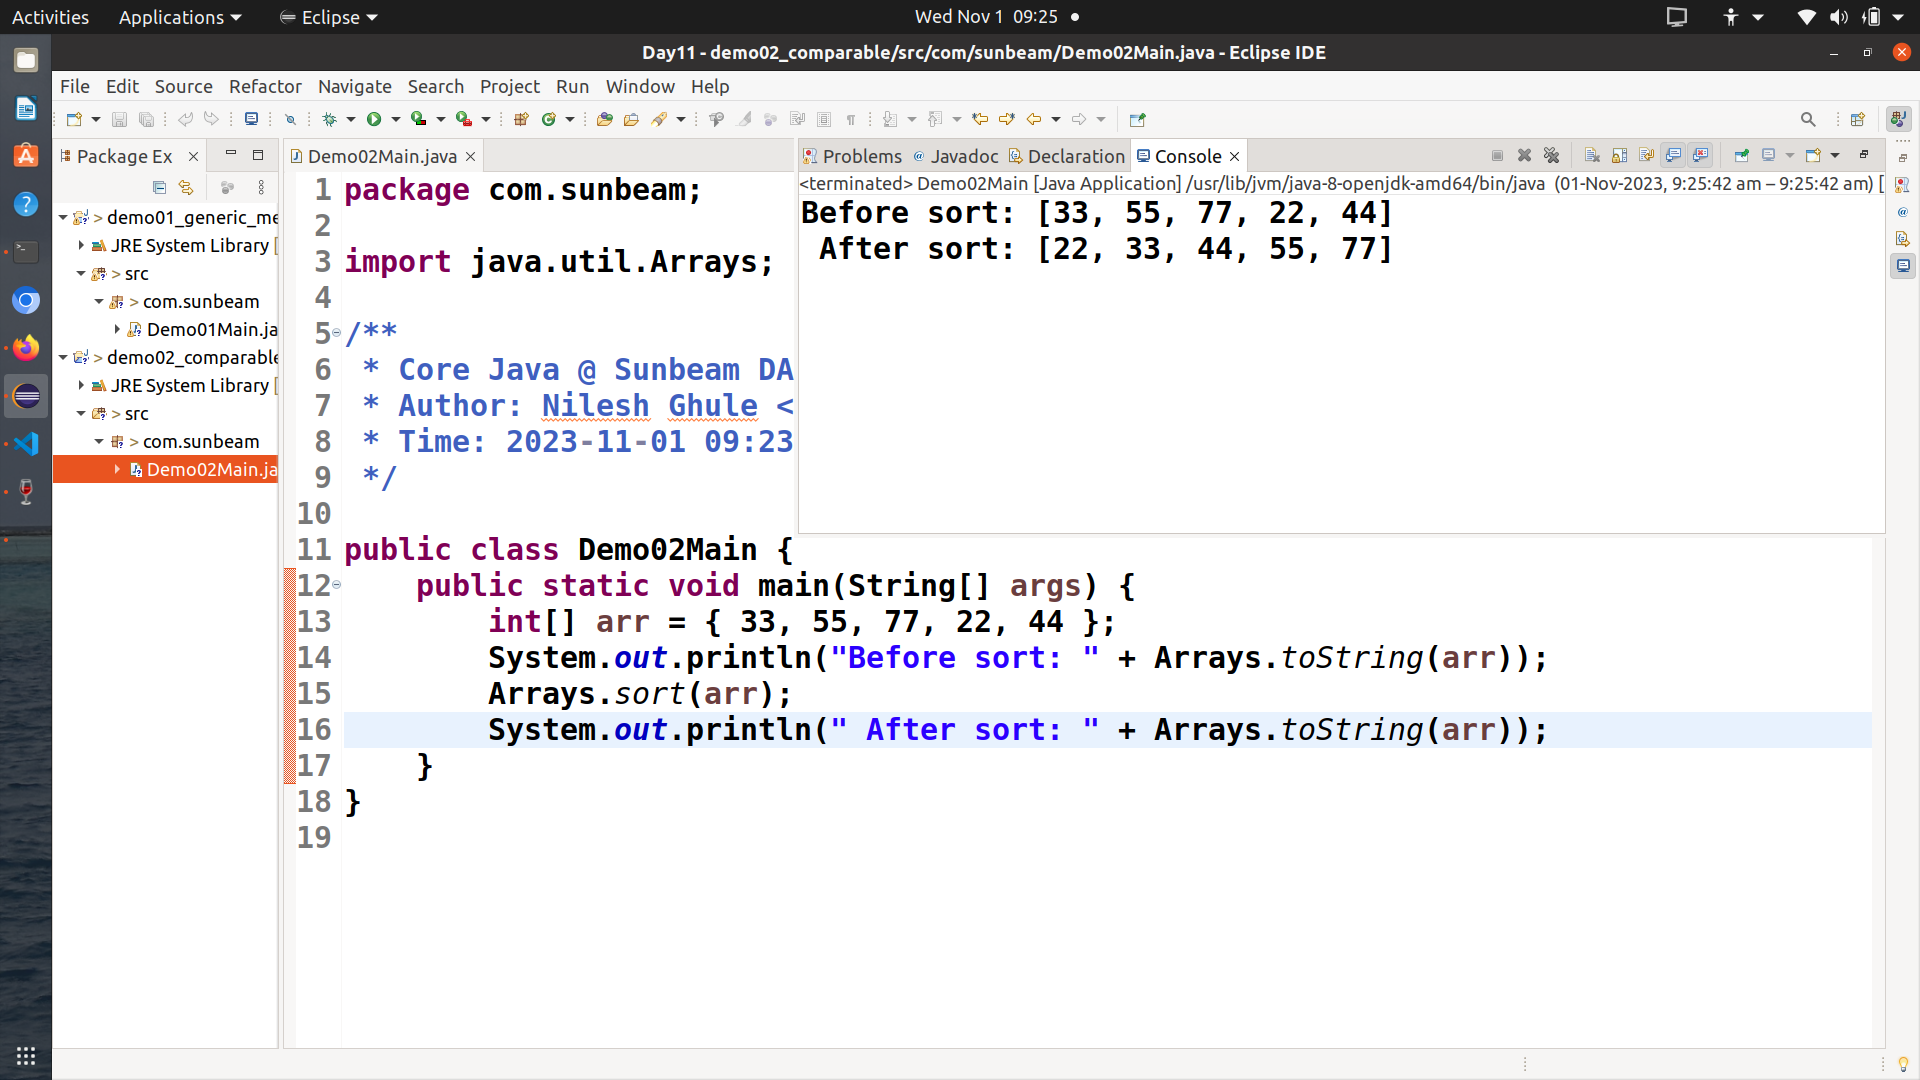 Activities Applications Eclipse Wed Nov 1 09:25
Day11 - demo02_comparable/src/com/sunbeam/Demo02Main.java - Eclipse IDE
File Edit Source Refactor Navigate Search Project Run Window Help
Package Ex
> demo01_generic_me
JRE System Library [
> src
> com.sunbeam
Demo01Main.ja
> demo02_comparable
JRE System Library [
> src
> com.sunbeam
Demo02Main.ja
Demo02Main.java
1 package com.sunbeam;
2
3 import java.util.Arrays;
4
5 /**
6 * Core Java @ Sunbeam DA
7 * Author: Nilesh Ghule <
8 * Time: 2023-11-01 09:23
9 */
10
11 public class Demo02Main {
12 public static void main(String[] args) {
13 int[] arr = { 33, 55, 77, 22, 44 };
14 System.out.println("Before sort: " + Arrays.toString(arr));
15 Arrays.sort(arr);
16 System.out.println(" After sort: " + Arrays.toString(arr));
17 }
18 }
19
Problems Javadoc Declaration Console
<terminated> Demo02Main [Java Application] /usr/lib/jvm/java-8-openjdk-amd64/bin/java (01-Nov-2023, 9:25:42 am – 9:25:42 am) [
Before sort: [33, 55, 77, 22, 44]
After sort: [22, 33, 44, 55, 77]